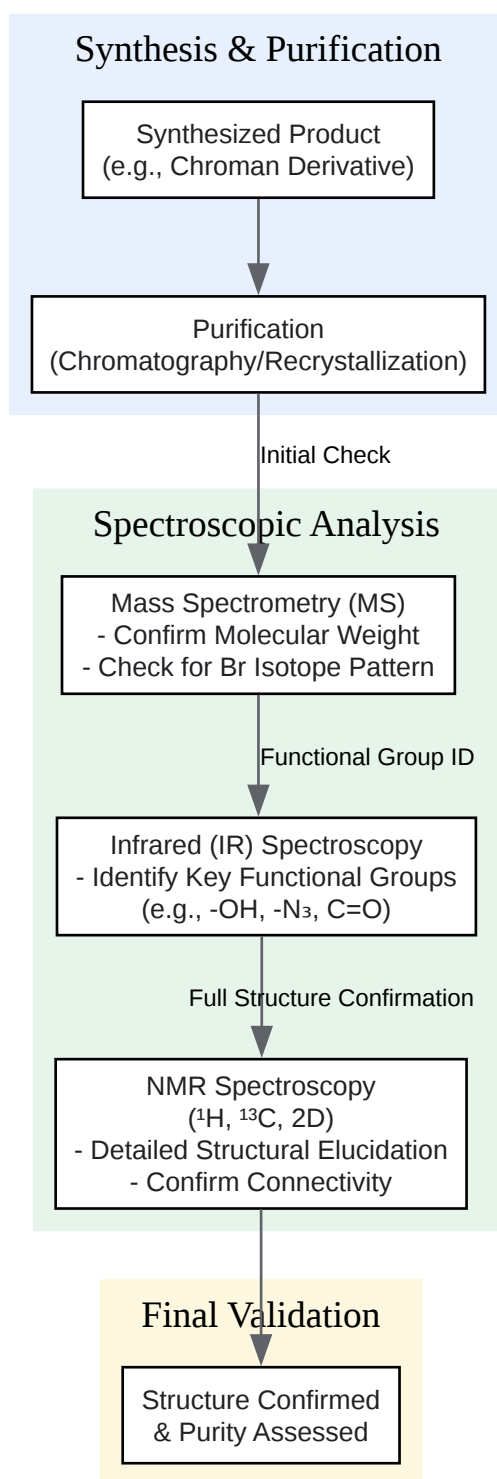 Synthesis & Purification
Synthesized Product
(e.g., Chroman Derivative)
Purification
(Chromatography/Recrystallization)
Initial Check
Spectroscopic Analysis
Mass Spectrometry (MS)
- Confirm Molecular Weight
- Check for Br Isotope Pattern
Functional Group ID
Infrared (IR) Spectroscopy
- Identify Key Functional Groups
(e.g., -OH, -N₃, C=O)
Full Structure Confirmation
NMR Spectroscopy
(¹H, ¹³C, 2D)
- Detailed Structural Elucidation
- Confirm Connectivity
Final Validation
Structure Confirmed
& Purity Assessed